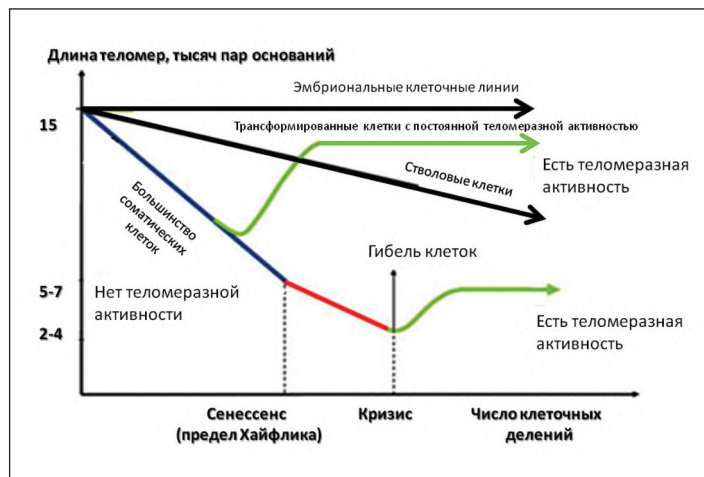 Длина теломер, тысяч пар оснований
Эмбриональные клеточные линии
15
Трансформированные клетки с постоянной теломеразной активностью
Стволовые клетки
Есть теломеразная
активность
Большинство
соматических
клеток
Гибель клеток
5-7
Нет теломеразной
активности
2-4
Есть теломеразная
активность
Сенессенс
(предел Хайфлика)
Кризис
Число клеточных
делений